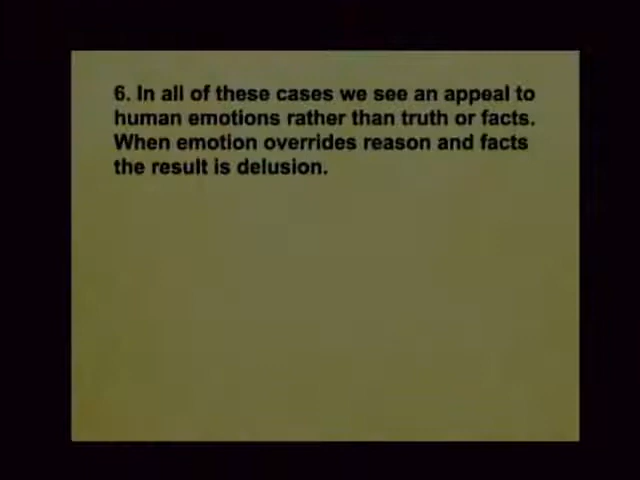 6. In all of these cases we see an appeal to
human emotions rather than truth or facts.
When emotion overrides reason and facts
the result is delusion.